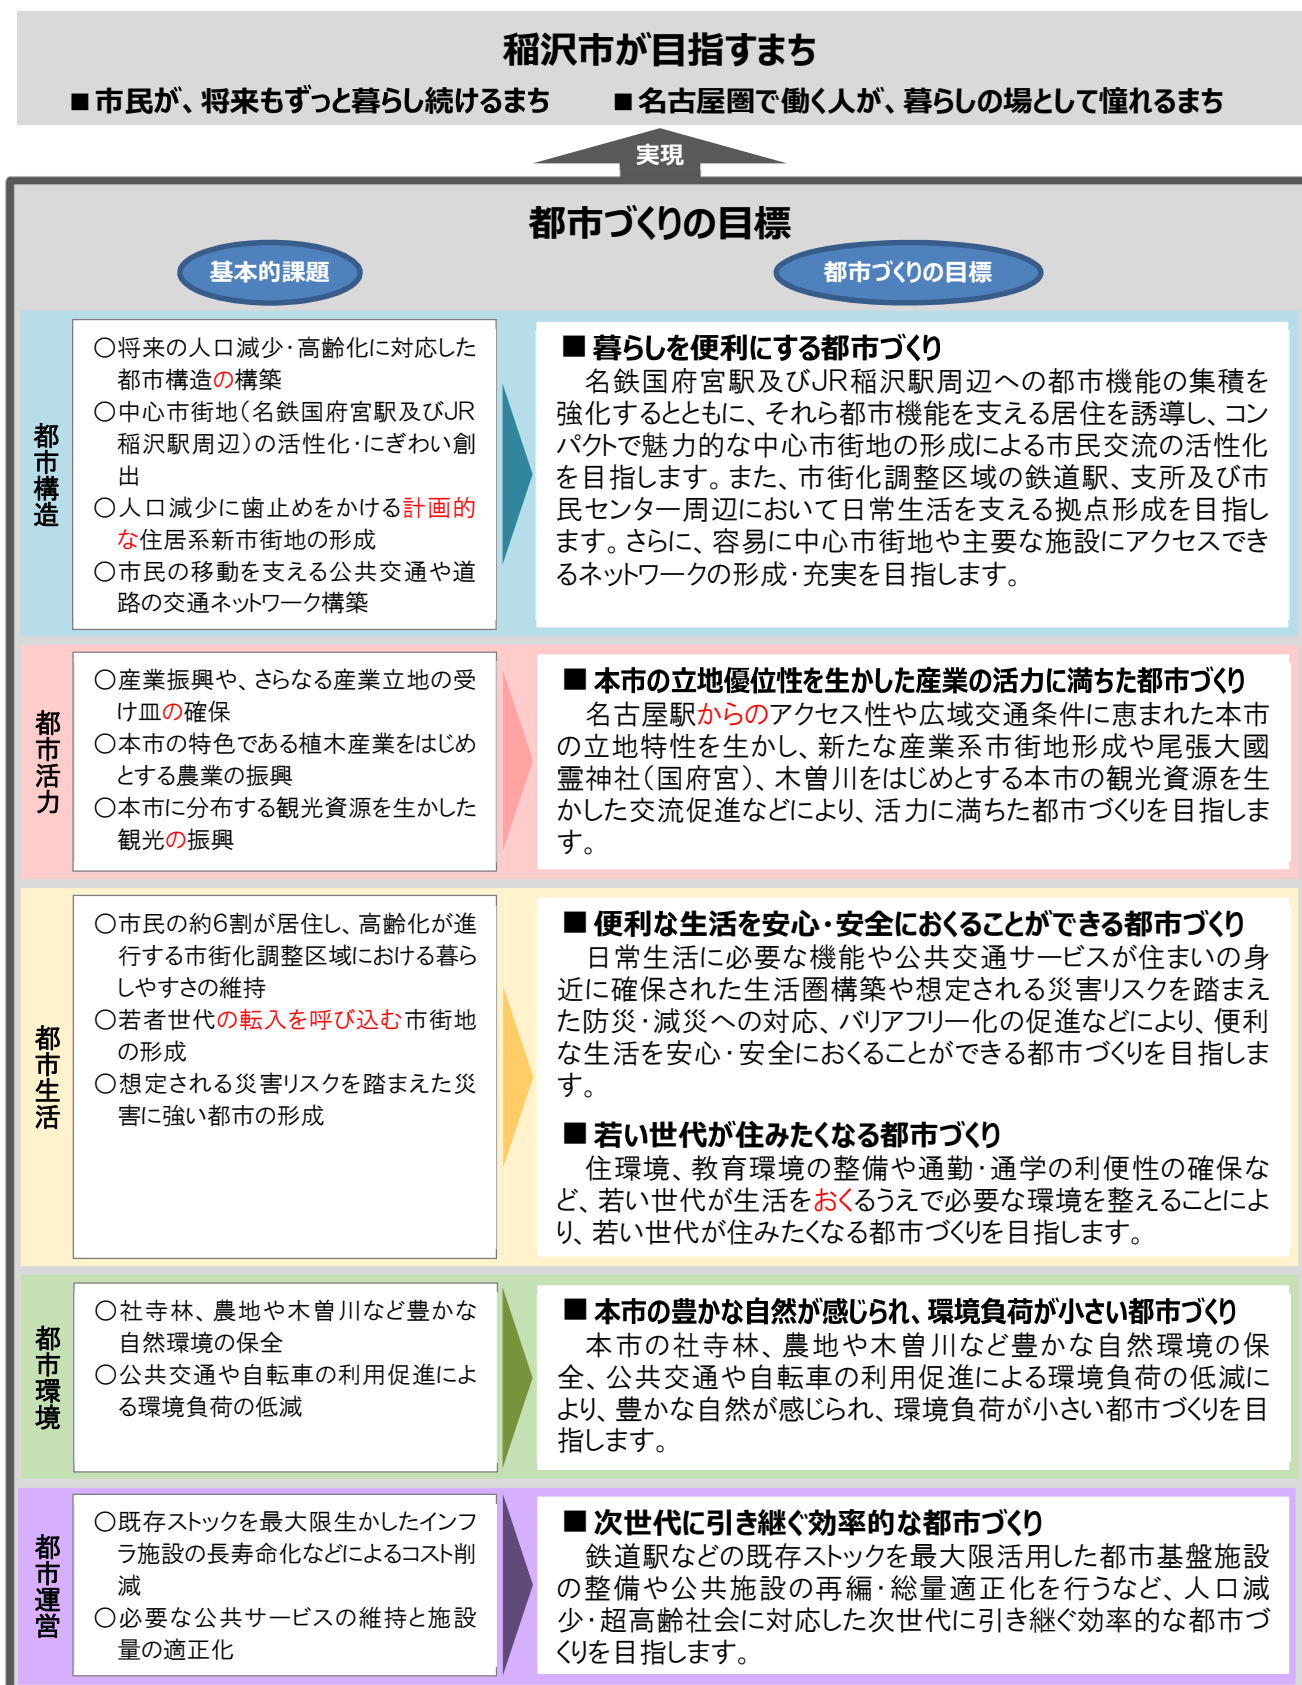 稲沢市が目指すまち
■市民が、将来もずっと暮らし続けるまち　■名古屋圏で働く人が、暮らしの場として憧れるまち
実現
都市づくりの目標
基本的課題
都市づくりの目標
都市構造
○将来の人口減少・高齢化に対応した
都市構造の構築
○中心市街地(名鉄国府宮駅及びJR
稲沢駅周辺)の活性化・にぎわい創
出
○人口減少に歯止めをかける計画的
な住居系新市街地の形成
○市民の移動を支える公共交通や道
路の交通ネットワーク構築
■暮らしを便利にする都市づくり
名鉄国府宮駅及びJR稲沢駅周辺への都市機能の集積を
強化するとともに、それら都市機能を支える居住を誘導し、コン
パクトで魅力的な中心市街地の形成による市民交流の活性化
を目指します。また、市街化調整区域の鉄道駅、支所及び市
民センター周辺において日常生活を支える拠点形成を目指し
ます。さらに、容易に中心市街地や主要な施設にアクセスでき
るネットワークの形成・充実を目指します。
都市活力
○産業振興や、さらなる産業立地の受
け皿の確保
○本市の特色である植木産業をはじめ
とする農業の振興
○本市に分布する観光資源を生かした
観光の振興
■本市の立地優位性を生かした産業の活力に満ちた都市づくり
名古屋駅からのアクセス性や広域交通条件に恵まれた本市
の立地特性を生かし、新たな産業系市街地形成や尾張大國
霊神社(国府宮)、木曽川をはじめとする本市の観光資源を生
かした交流促進などにより、活力に満ちた都市づくりを目指しま
す。
都市生活
○市民の約6割が居住し、高齢化が進
行する市街化調整区域における暮ら
しやすさの維持
○若者世代の転入を呼び込む市街地
の形成
○想定される災害リスクを踏まえた災
害に強い都市の形成
■便利な生活を安心・安全におくることができる都市づくり
日常生活に必要な機能や公共交通サービスが住まいの身
近に確保された生活圏構築や想定される災害リスクを踏まえ
た防災・減災への対応、バリアフリー化の促進などにより、便利
な生活を安心・安全におくることができる都市づくりを目指しま
す。
■若い世代が住みたくなる都市づくり
住環境、教育環境の整備や通勤・通学の利便性の確保な
ど、若い世代が生活をおくるうえで必要な環境を整えることによ
り、若い世代が住みたくなる都市づくりを目指します。
都市環境
○社寺林、農地や木曽川など豊かな
自然環境の保全
○公共交通や自転車の利用促進によ
る環境負荷の低減
■本市の豊かな自然が感じられ、環境負荷が小さい都市づくり
本市の社寺林、農地や木曽川など豊かな自然環境の保
全、公共交通や自転車の利用促進による環境負荷の低減に
より、豊かな自然が感じられ、環境負荷が小さい都市づくりを目
指します。
都市運営
○既存ストックを最大限生かしたインフ
ラ施設の長寿命化などによるコスト削
減
○必要な公共サービスの維持と施設
量の適正化
■次世代に引き継ぐ効率的な都市づくり
鉄道駅などの既存ストックを最大限活用した都市基盤施設
の整備や公共施設の再編・総量適正化を行うなど、人口減
少・超高齢社会に対応した次世代に引き継ぐ効率的な都市づ
くりを目指します。